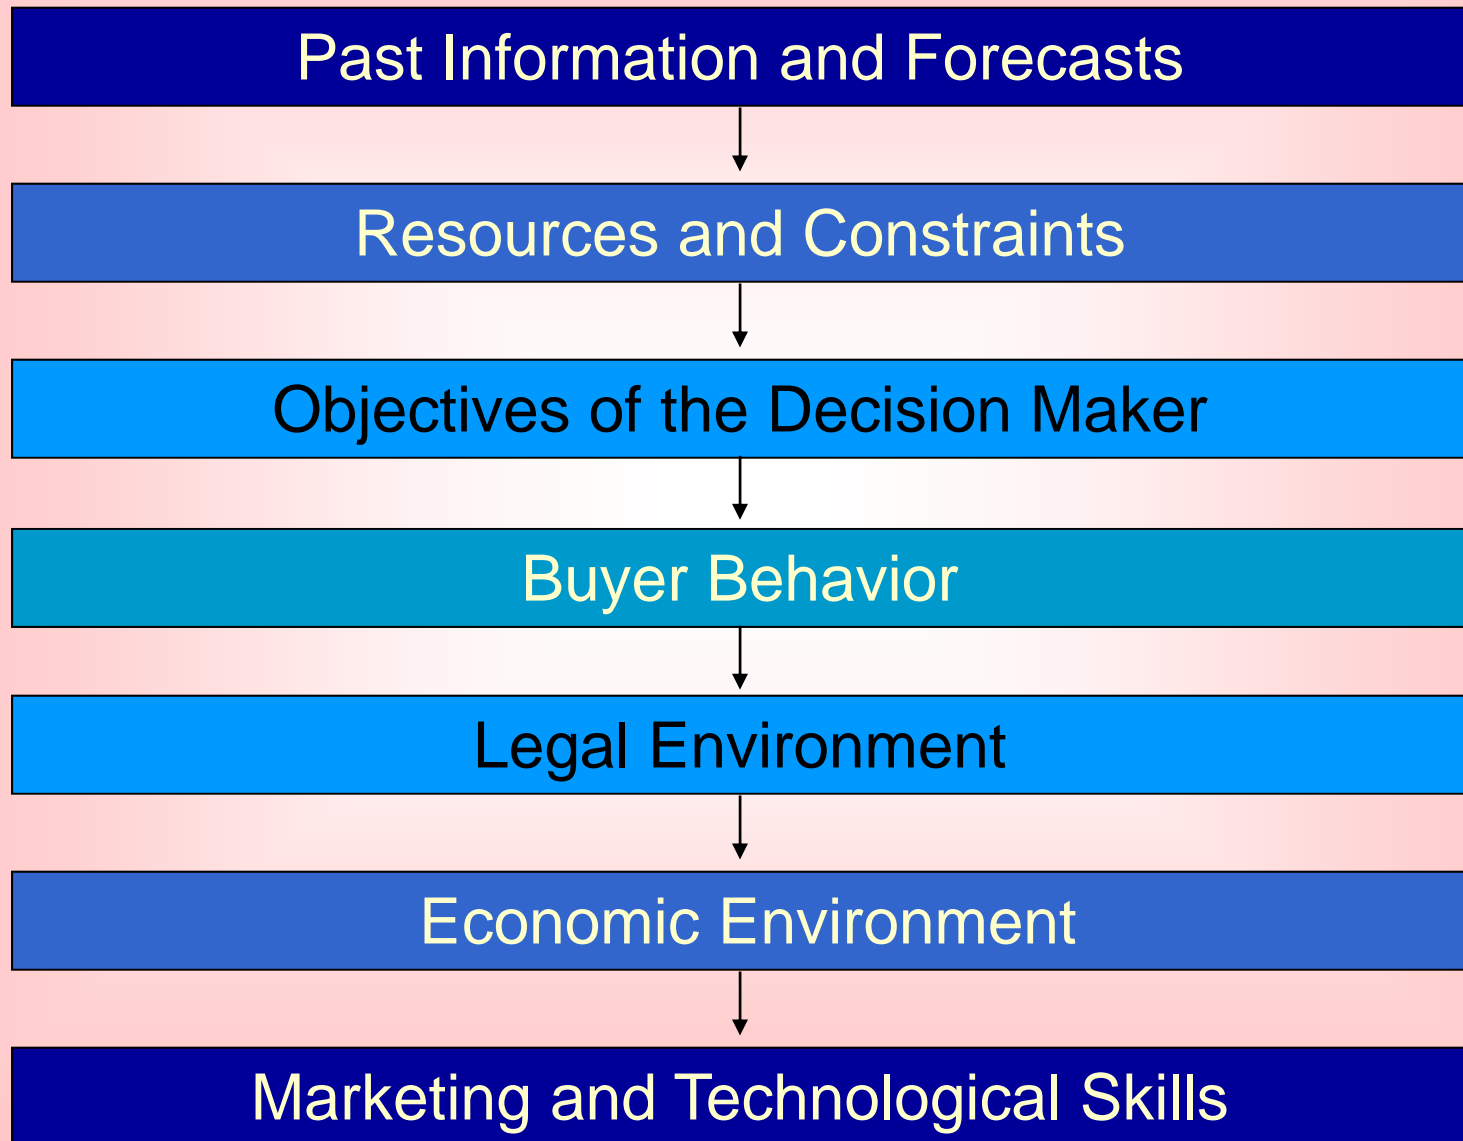 Past Information and Forecasts
Resources and Constraints
Objectives of the Decision Maker
Buyer Behavior
Legal Environment
Economic Environment
Marketing and Technological Skills